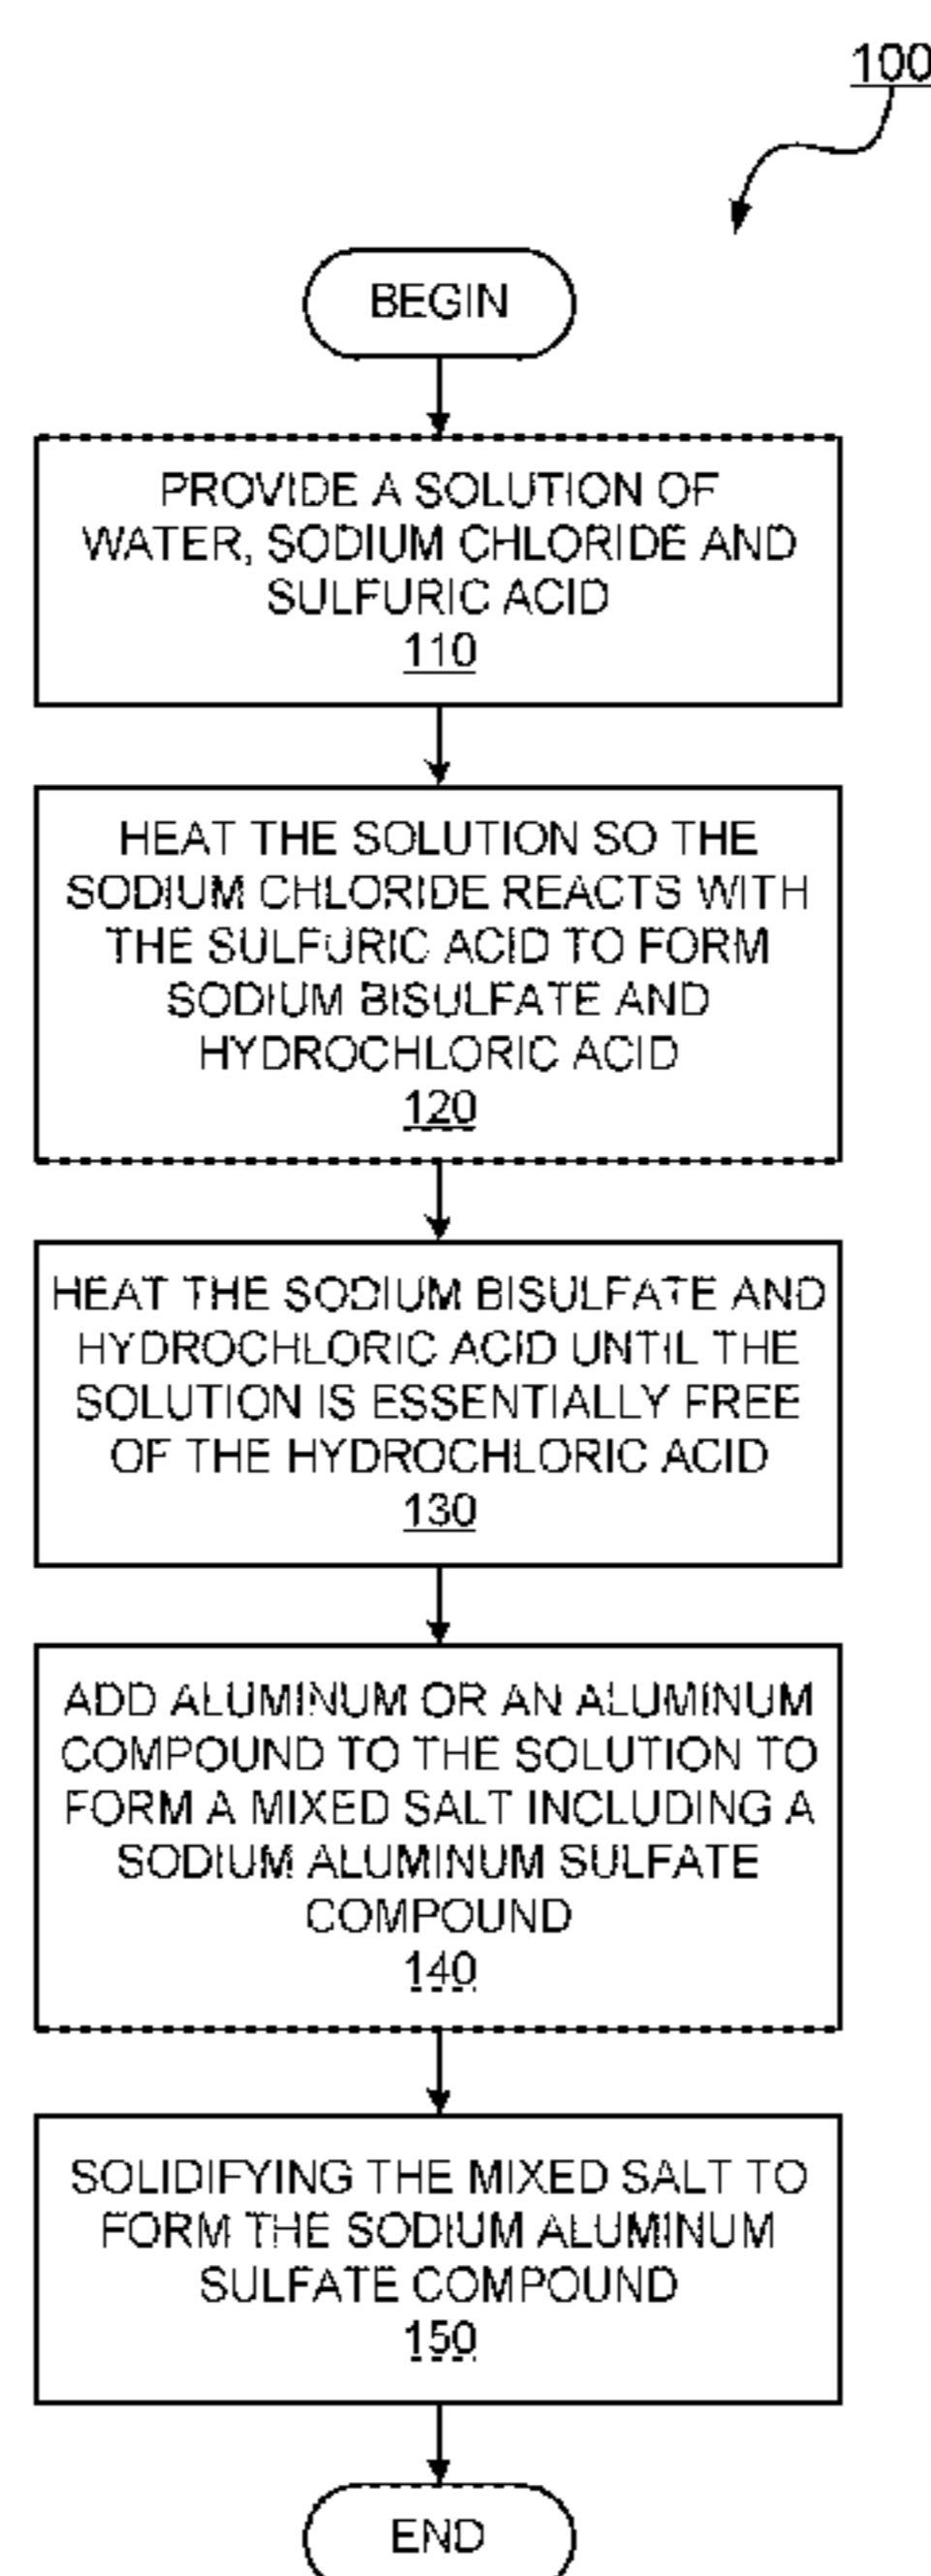 100
BEGIN
PROVIDE A SOLUTION OF
WATER, SODIUM CHLORIDE AND
SULFURIC ACID
110
HEAT THE SOLUTION SO THE
SODIUM CHLORIDE REACTS WITH
THE SULFURIC ACID TO FORM
SODIUM BISULFATE AND
HYDROCHLORIC ACID
120
HEAT THE SODIUM BISULFATE AND
HYDROCHLORIC ACID UNTIL THE
SOLUTION IS ESSENTIALLY FREE
OF THE HYDROCHLORIC ACID
130
ADD ALUMINUM OR AN ALUMINUM
COMPOUND TO THE SOLUTION TO
FORM A MIXED SALT INCLUDING A
SODIUM ALUMINUM SULFATE
COMPOUND
140
SOLIDIFYING THE MIXED SALT TO
FORM THE SODIUM ALUMINUM
SULFATE COMPOUND
150
END